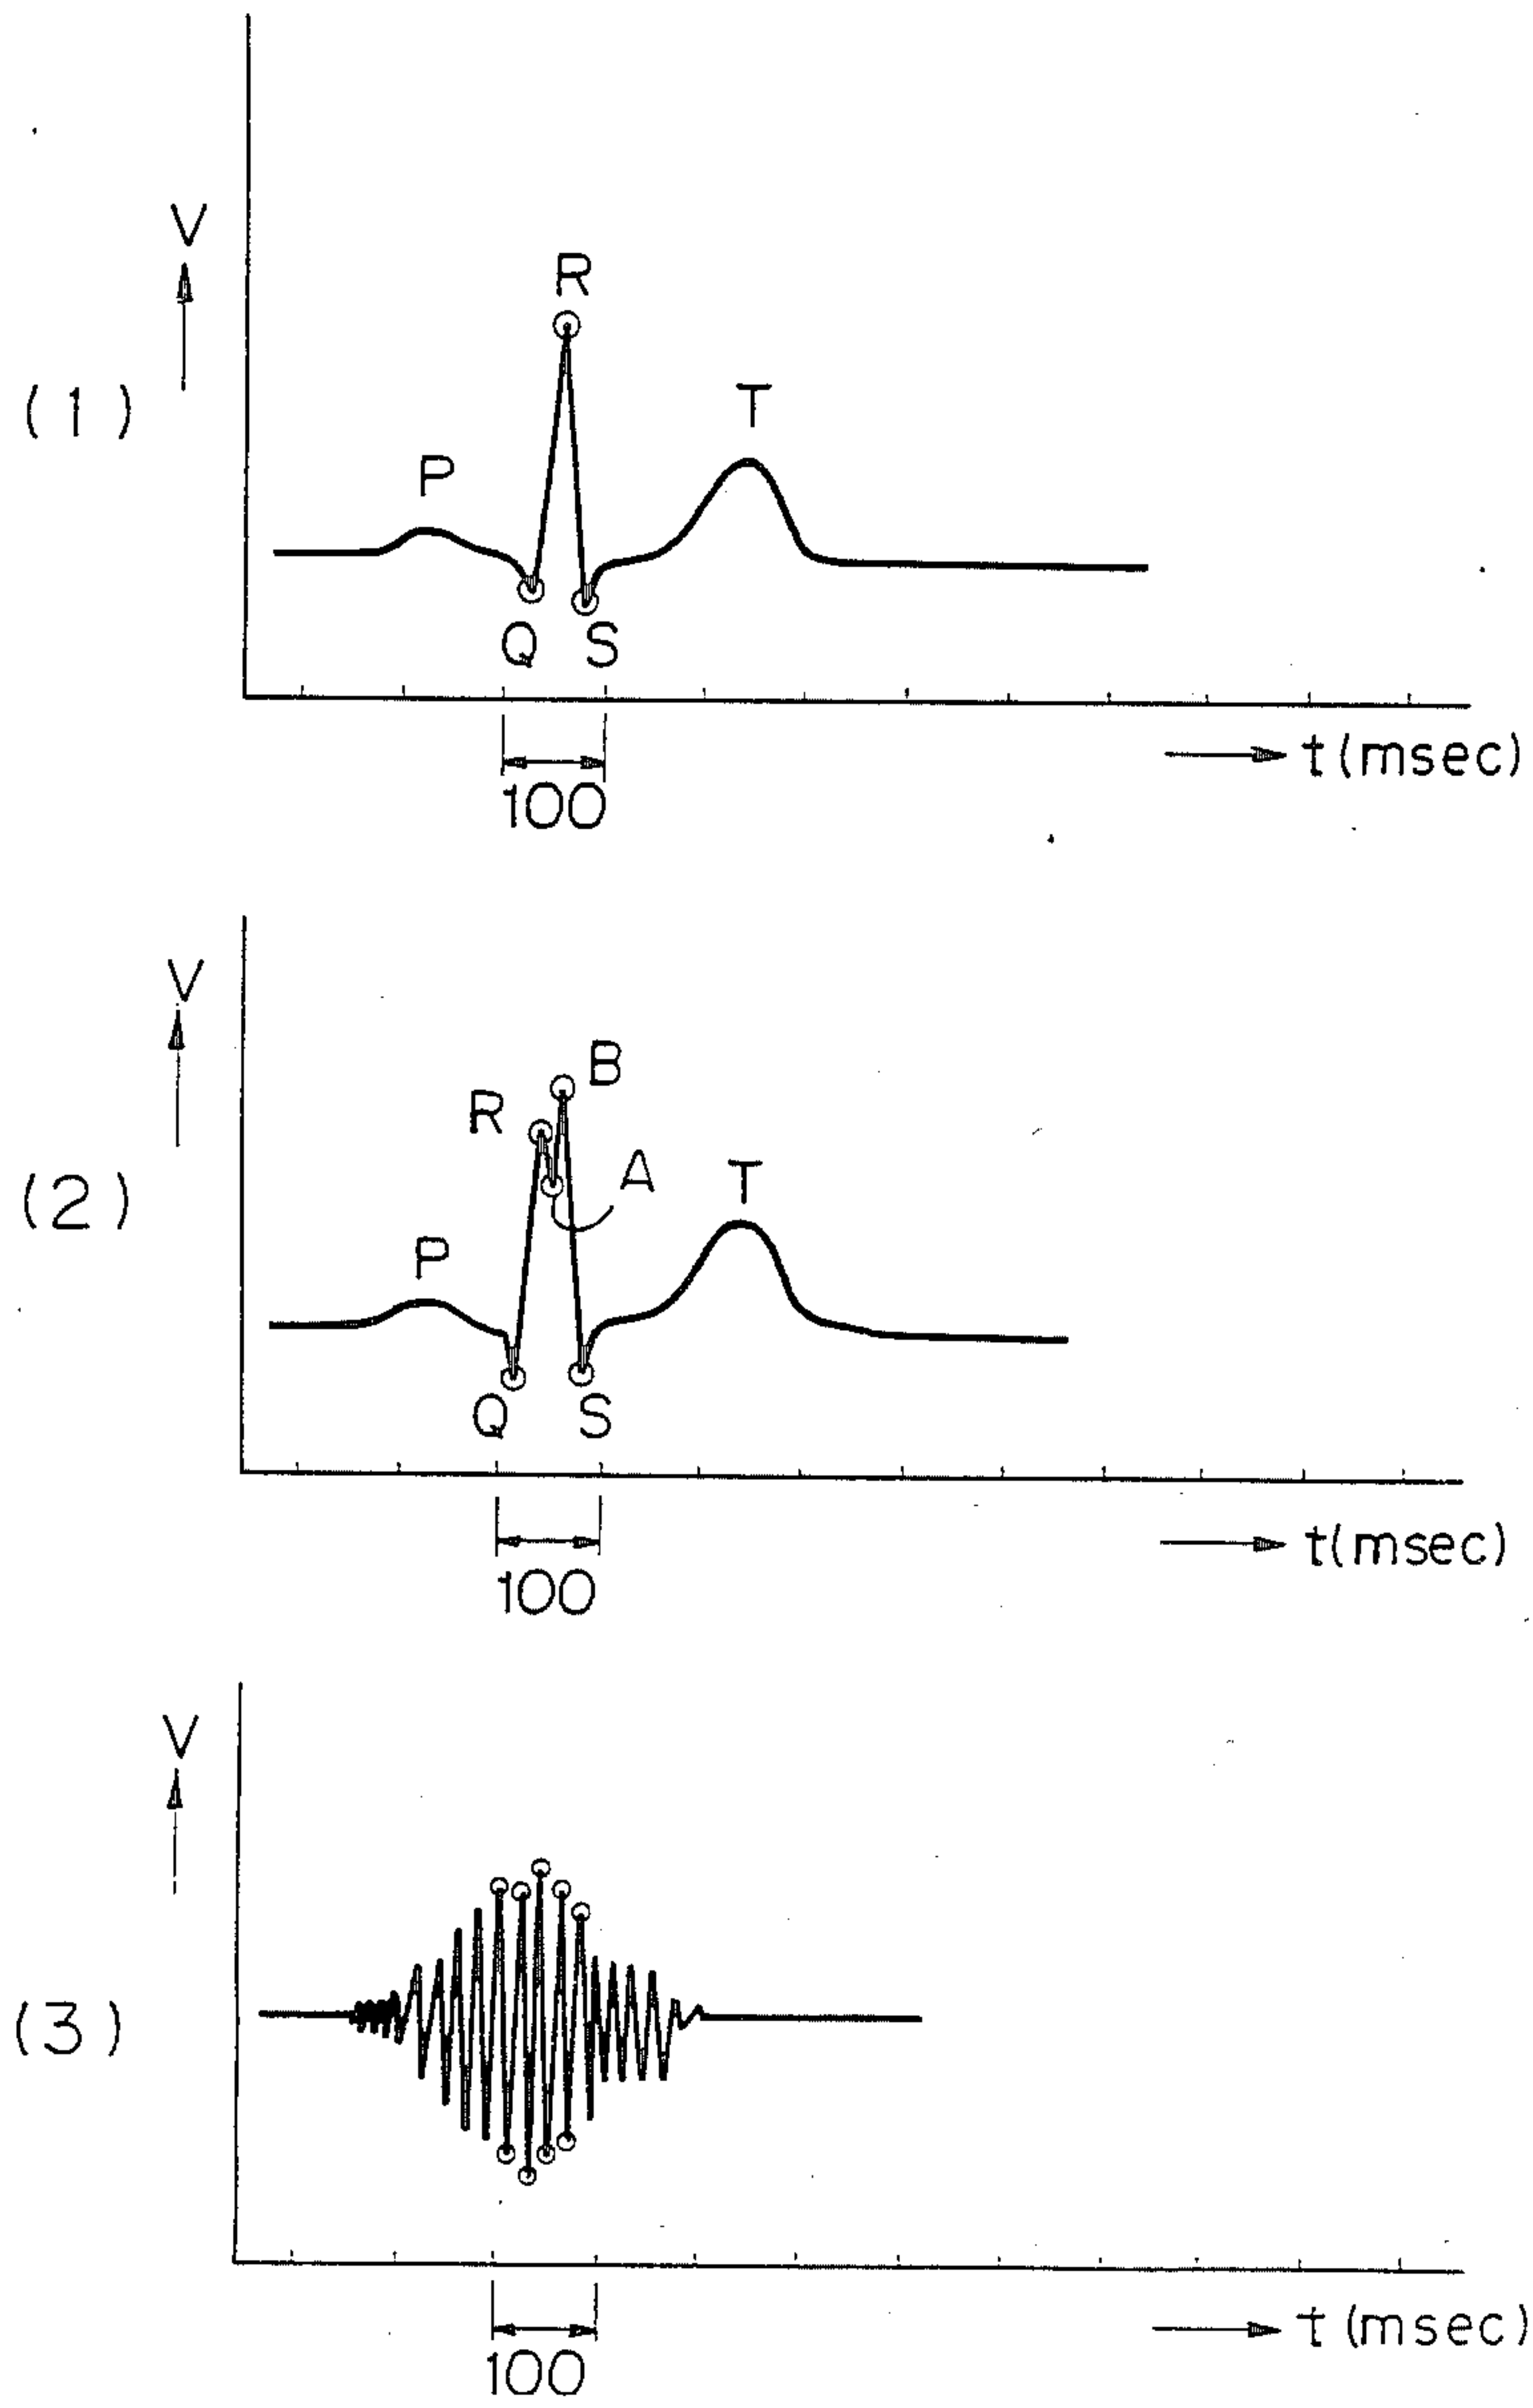 V
R
(1)
T
P
Q S
t(msec)
100
V
B
R
A
T
(2)
P
Q S
t(msec)
100
V
(3)
t(msec)
100